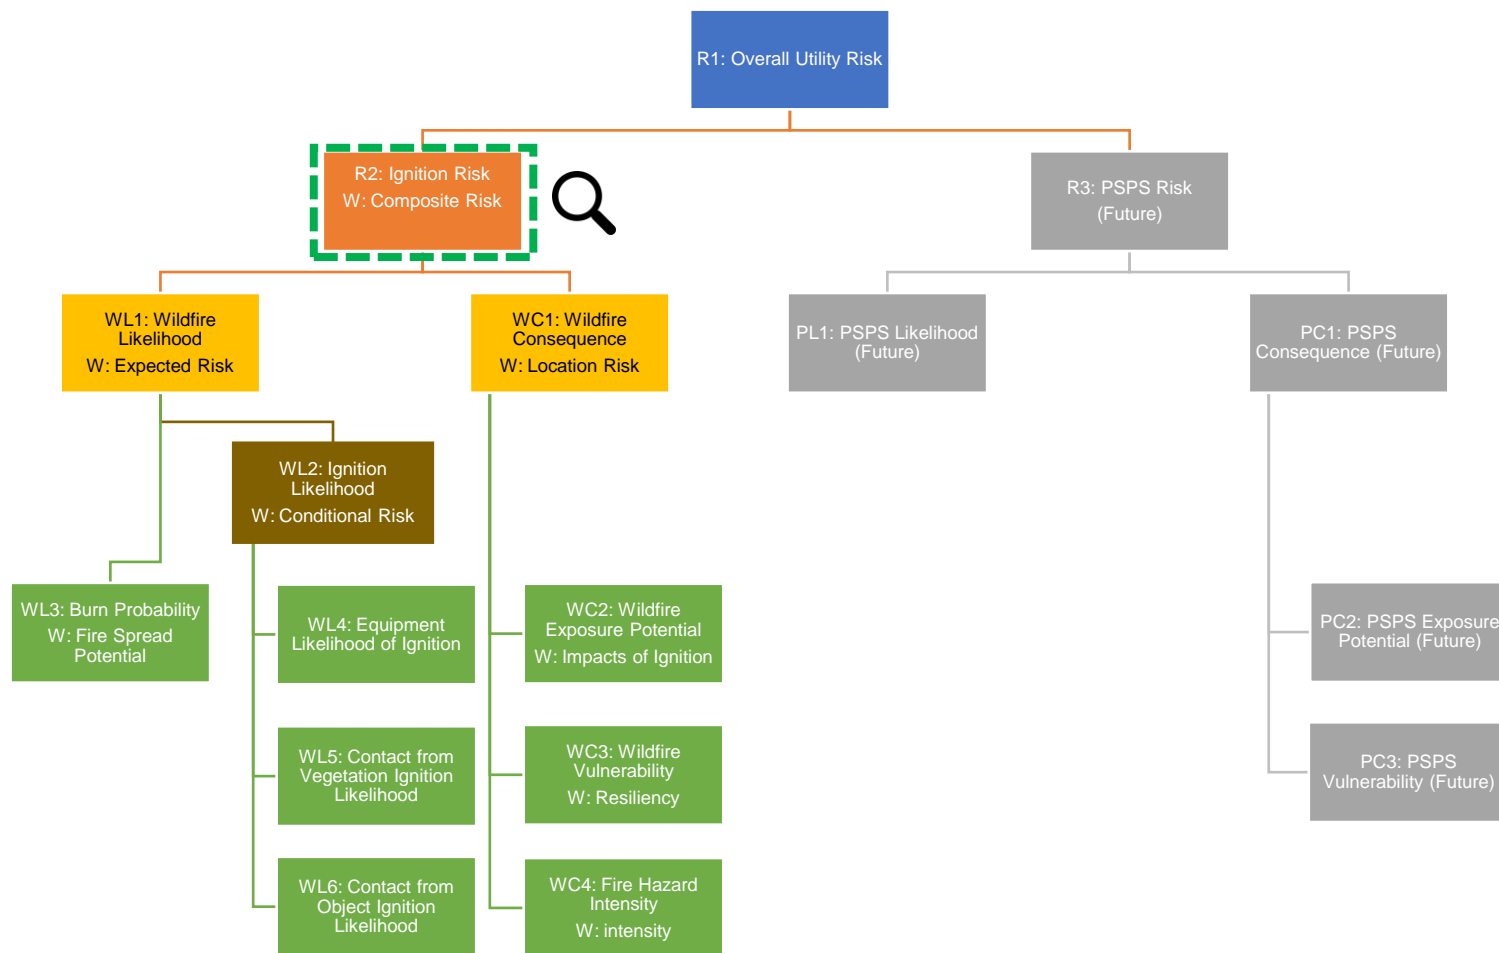 R1: Overall Utility Risk
R2: Ignition Risk
W: Composite Risk
R3: PSPS Risk
(Future)
WL1: Wildfire
Likelihood
W: Expected Risk
WC1: Wildfire
Consequence
W: Location Risk
PL1: PSPS Likelihood
(Future)
PC1: PSPS
Consequence (Future)
WL2: Ignition
Likelihood
W: Conditional Risk
WL3: Burn Probability
W: Fire Spread
Potential
WL4: Equipment
Likelihood of Ignition
WC2: Wildfire
Exposure Potential
W: Impacts of Ignition
PC2: PSPS Exposure
Potential (Future)
WL5: Contact from
Vegetation Ignition
Likelihood
WC3: Wildfire
Vulnerability
W: Resiliency
PC3: PSPS
Vulnerability (Future)
WL6: Contact from
Object Ignition
Likelihood
WC4: Fire Hazard
Intensity
W: intensity